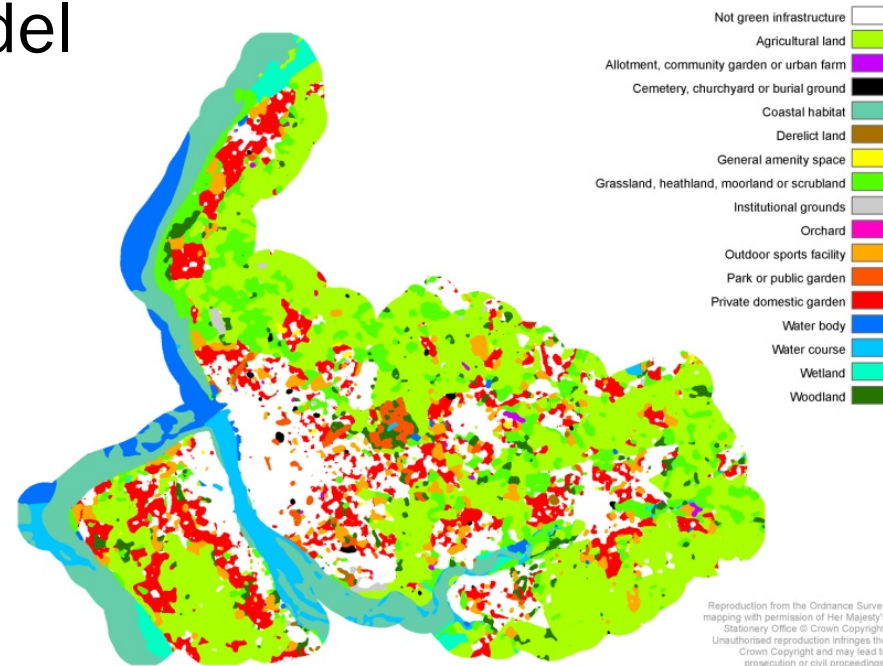 del
Not green infrastructure
Agricultural land
Allotment, community garden or urban farm
Cemetery, churchyard or burial ground
Coastal habitat
Derelict land
General amenity space
Grassland, heathland, moorland or scrubland
Institutional grounds
Orchard
Outdoor sports facility
Park or public garden
Private domestic garden
Water body
Water course
Wetland
Woodland
Reproduction from the Ordnance Survey
mapping with permission of Her Majesty's
Stationery Office © Crown Copyright
Unauthorised reproduction infringes the
Crown Copyright and may lead to
prosecution or civil proceedings